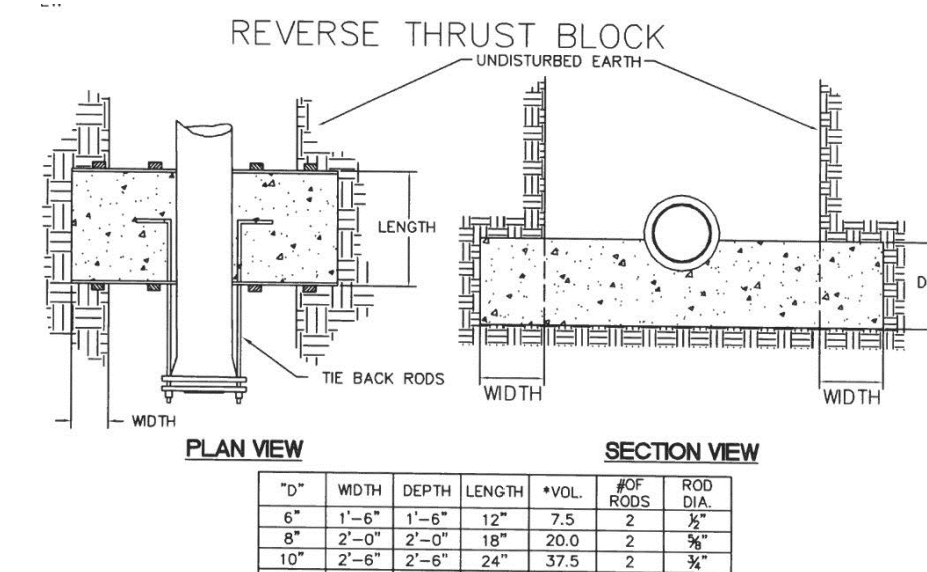 REVERSE THRUST BLOCK
UNDISTURBED EARTH
LENGTH
D
TIE BACK RODS
WIDTH
WIDTH
WIDTH
PLAN VIEW
SECTION VIEW
"D" WIDTH DEPTH LENGTH *VOL. #OF RODS ROD DIA.
6" 1'-6" 1'-6" 12" 7.5 2 ½"
8" 2'-0" 2'-0" 18" 20.0 2 ⅝"
10" 2'-6" 2'-6" 24" 37.5 2 ¾"